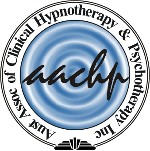 Aust Assoc of Clinical Hypnotherapy & Psychotherapy Inc
aachp